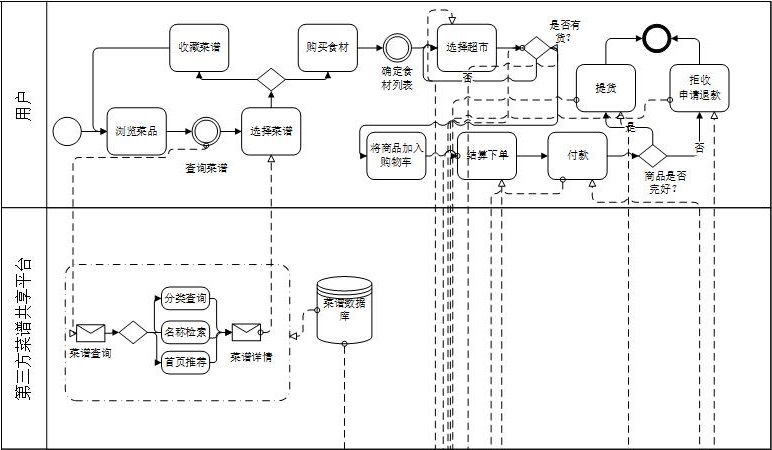 用户
收藏菜谱
购买食材
确定食
材列表
选择超市
是否有
货?
否
提货
拒收
申请退款
浏览菜品
查询菜谱
选择菜谱
将商品加入
购物车
结算下单
付款
是
否
商品是否
完好?
第三方菜谱共享平台
菜谱查询
分类查询
名称检索
首页推荐
菜谱详情
菜谱数据
库